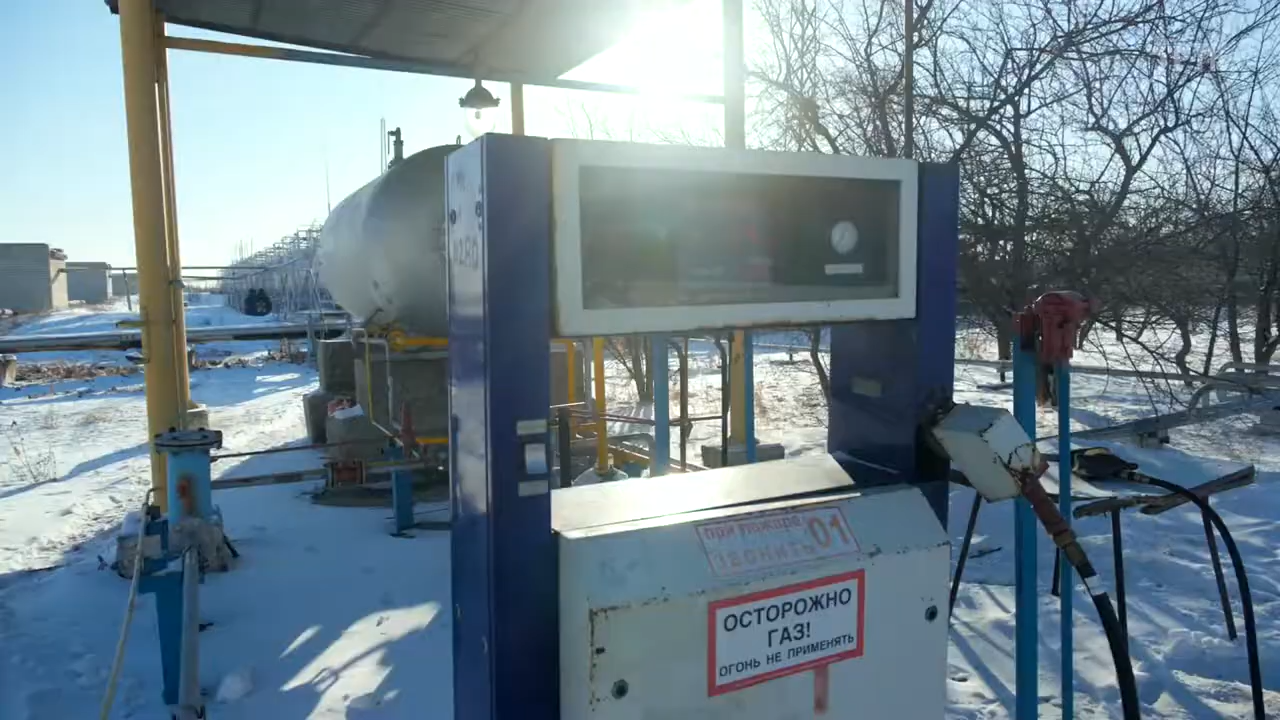 при пожаре
звонить 01
ОСТОРОЖНО
ГАЗ!
ОГОНЬ НЕ ПРИМЕНЯТЬ